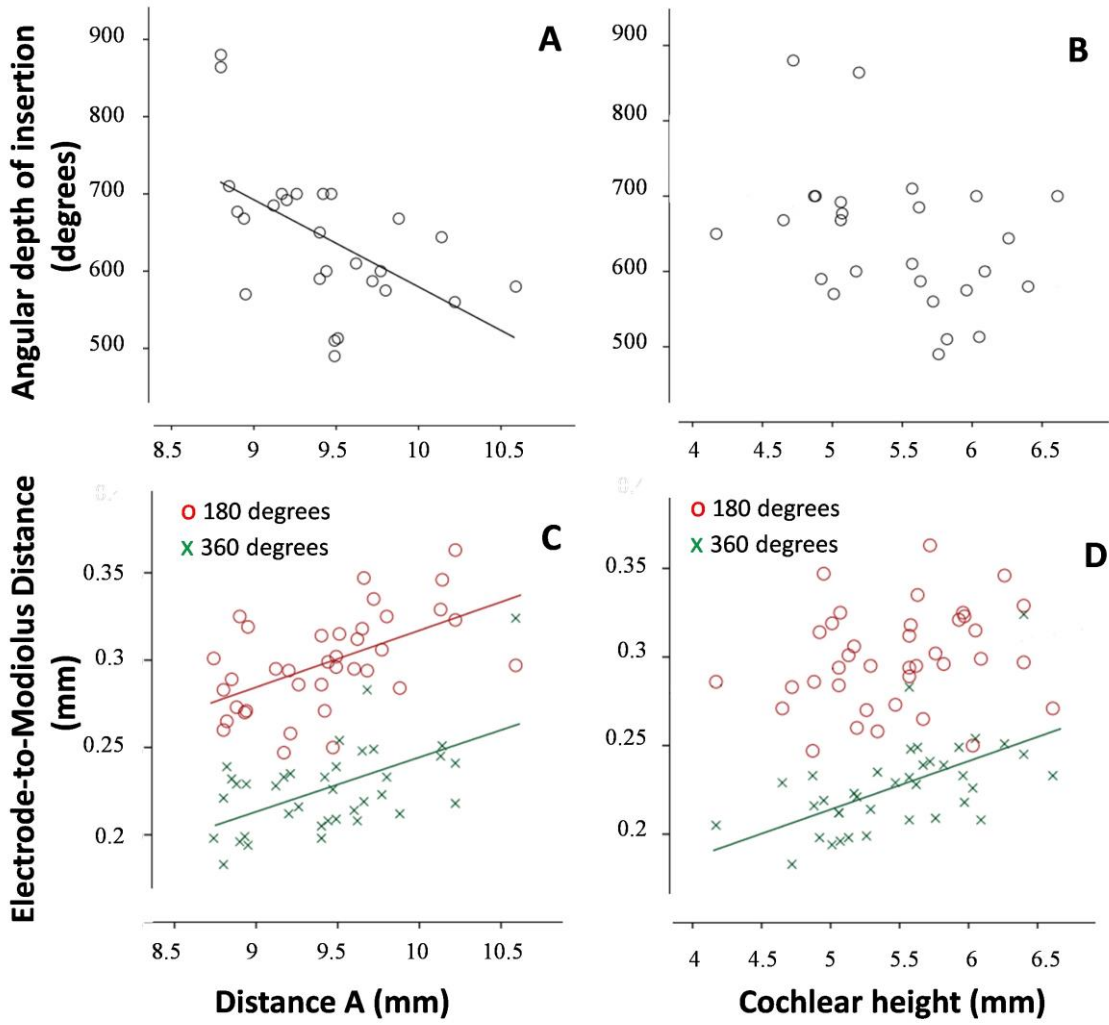 Angular depth of insertion
(degrees)
900
800
700
600
500
A
8.5 9 9.5 10 10.5
900
800
700
600
500
B
4 4.5 5 5.5 6 6.5
Electrode-to-Modiolus Distance
(mm)
0.35
0.3
0.25
0.2
O 180 degrees
X 360 degrees
C
8.5 9 9.5 10 10.5
Distance A (mm)
0.35
0.3
0.25
0.2
O 180 degrees
X 360 degrees
D
4 4.5 5 5.5 6 6.5
Cochlear height (mm)